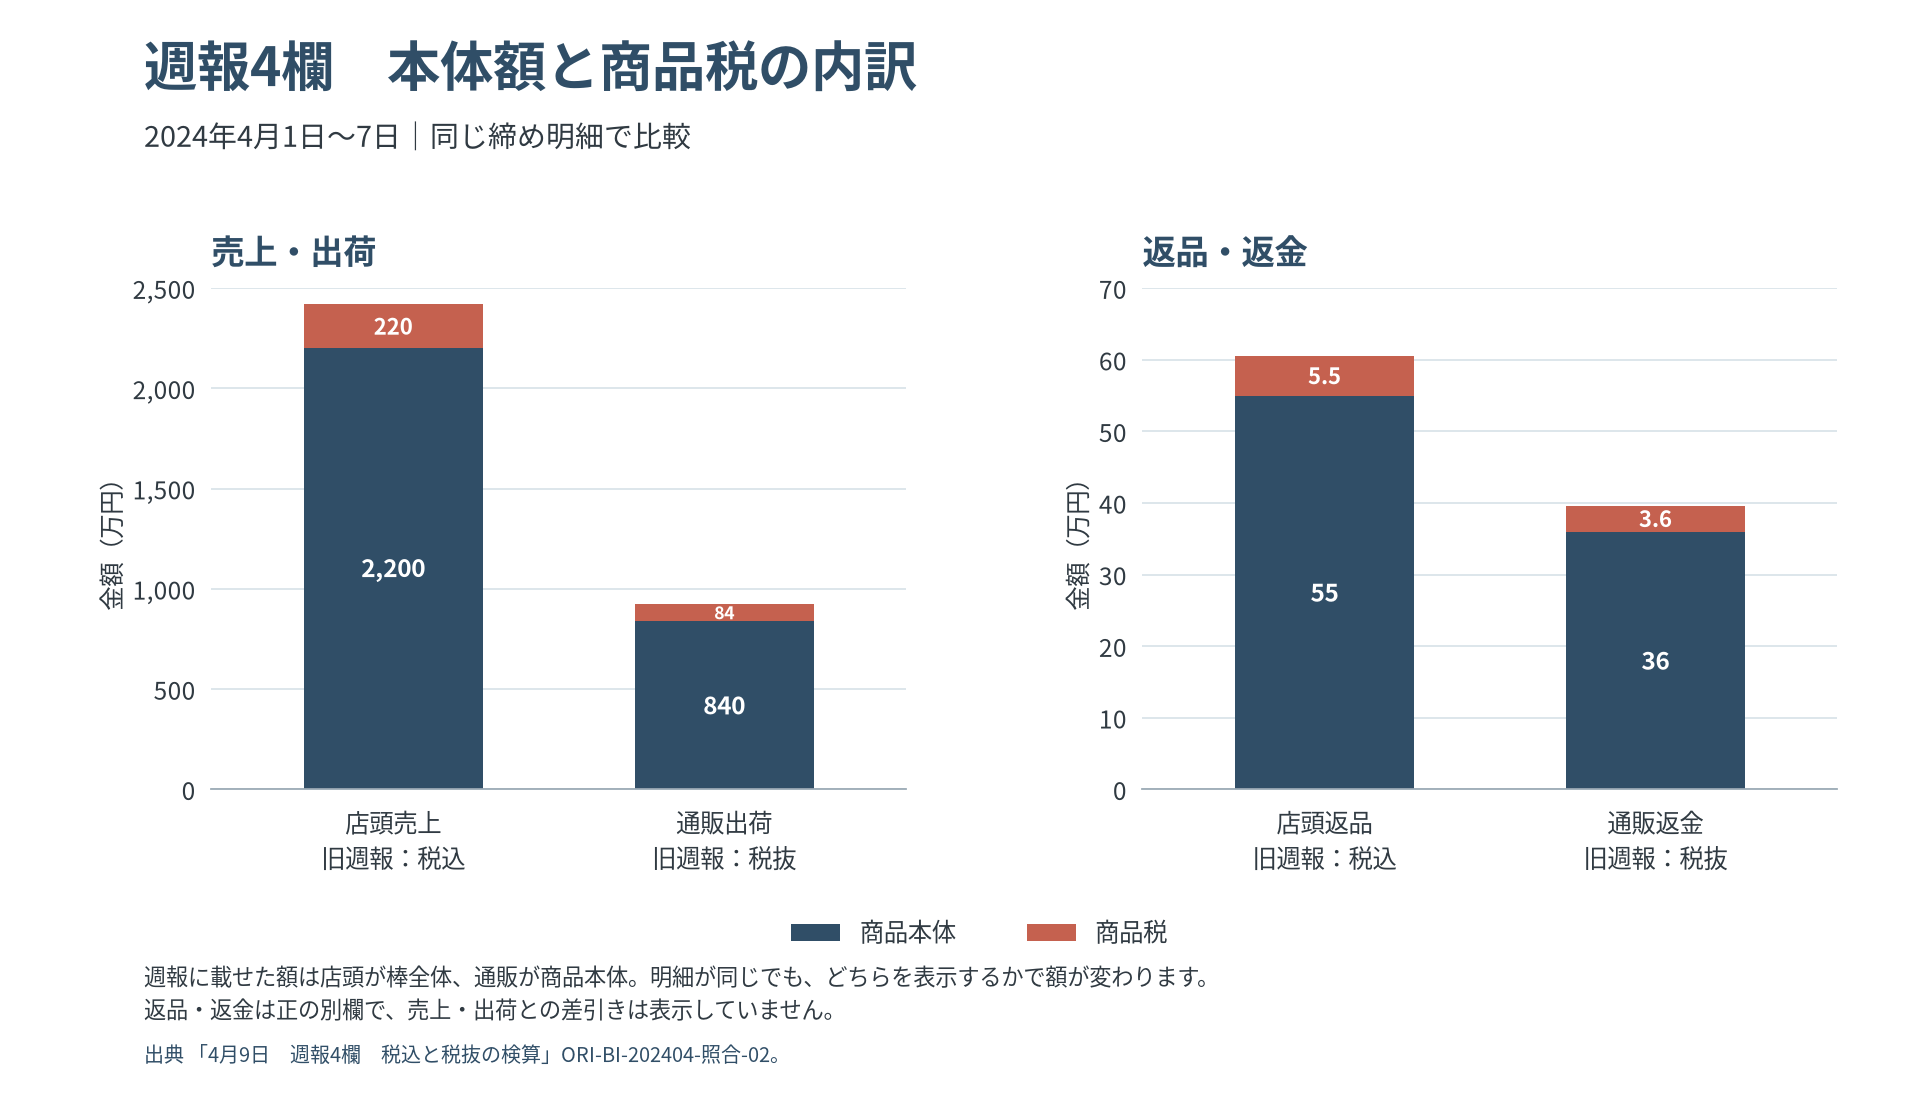 週報4欄　本体額と商品税の内訳
2024年4月1日～7日｜同じ締め明細で比較
売上・出荷
金額（万円）
2,500
2,000
1,500
1,000
500
0
220
2,200
84
840
店頭売上
旧週報：税込
通販出荷
旧週報：税抜
返品・返金
金額（万円）
70
60
50
40
30
20
10
0
5.5
55
3.6
36
店頭返品
旧週報：税込
通販返金
旧週報：税抜
商品本体
商品税
週報に載せた額は店頭が棒全体、通販が商品本体。明細が同じでも、どちらを表示するかで額が変わります。
返品・返金は正の別欄で、売上・出荷との差引きは表示していません。
出典「4月9日　週報4欄　税込と税抜の検算」ORI-BI-202404-照合-02。